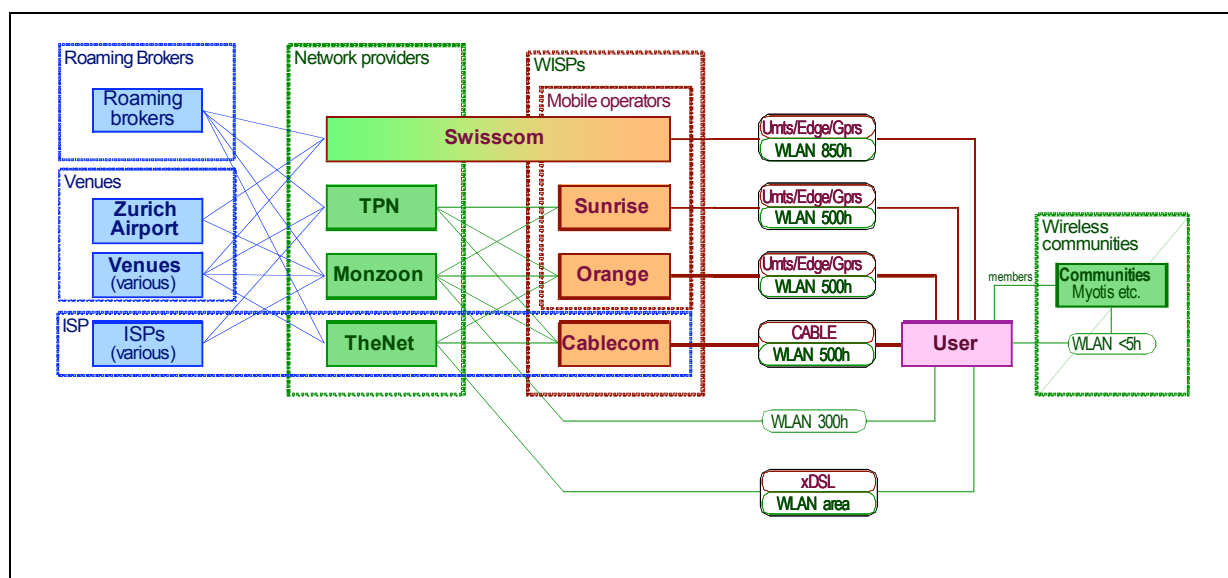 Roaming Brokers
Roaming
brokers
Venues
Zurich
Airport
Venues
(various)
ISP
ISPs
(various)
Network providers
Swisscom
TPN
Monzoon
TheNet
WISPs
Mobile operators
Sunrise
Orange
Cablecom
Umts/Edge/Gprs
WLAN 850h
Umts/Edge/Gprs
WLAN 500h
Umts/Edge/Gprs
WLAN 500h
CABLE
WLAN 500h
WLAN 300h
xDSL
WLAN area
User
members
Wireless
communities
Communities
Myotis etc.
WLAN <5h